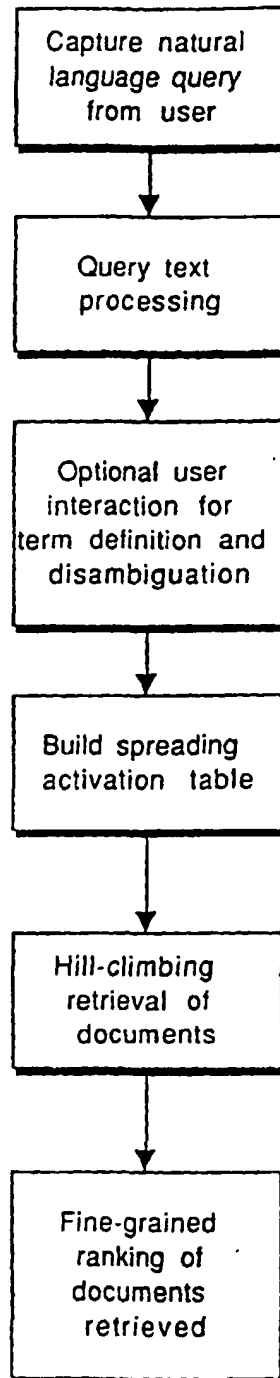 Capture natural
language query
from user
Query text
processing
Optional user
interaction for
term definition and
disambiguation
Build spreading
activation table
Hill-climbing
retrieval of
documents
Fine-grained
ranking of
documents
retrieved